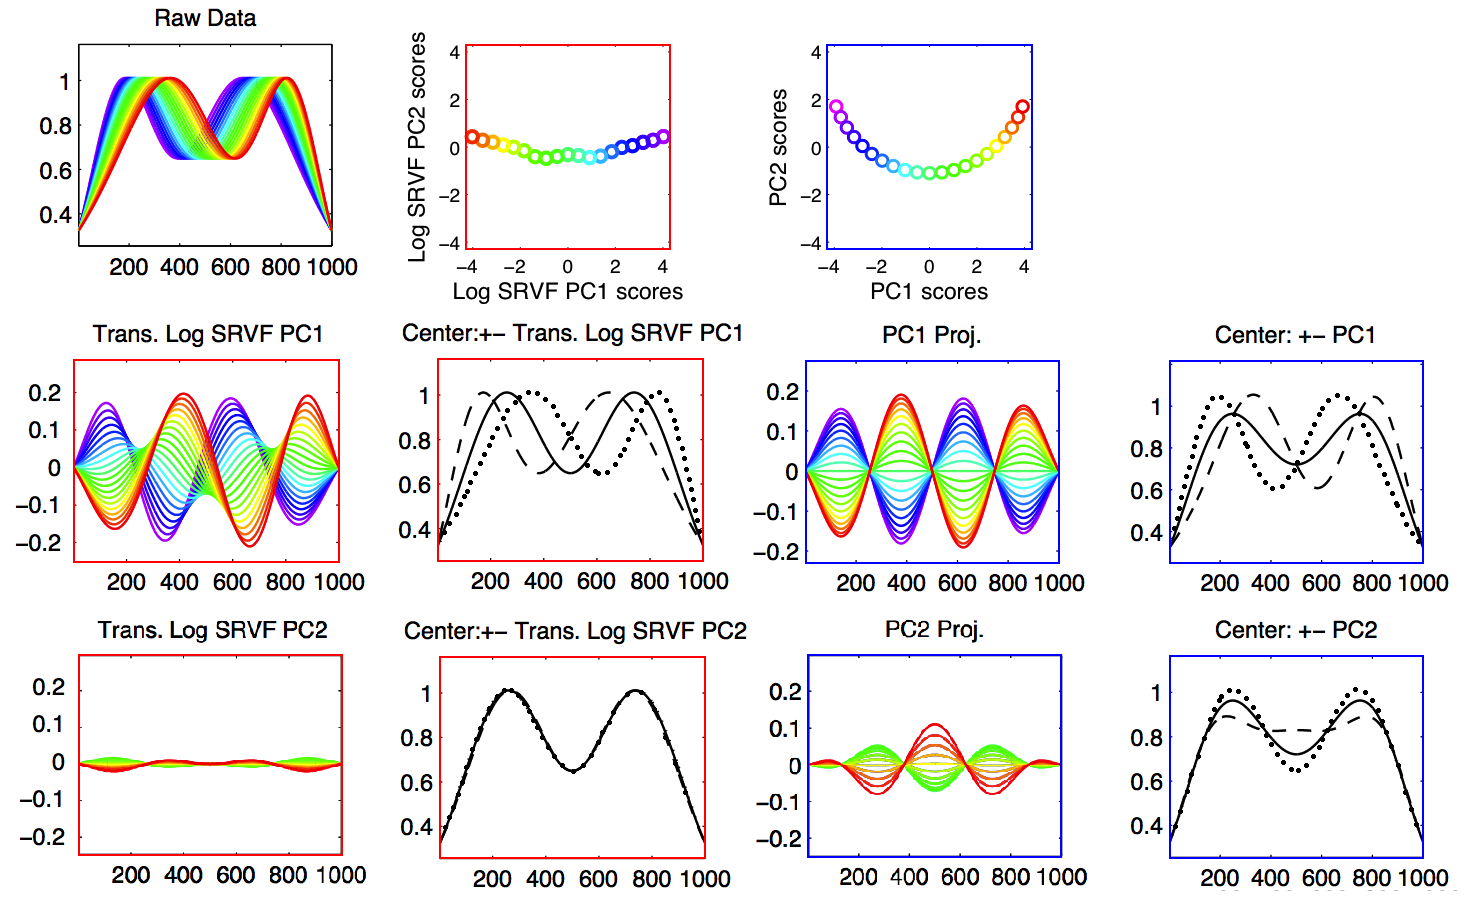 Raw Data
1
0.8
0.6
0.4
200 400 600 800 1000
Log SRVF PC2 scores
4
2
0
−2
−4
−4 −2 0 2 4
Log SRVF PC1 scores
PC2 scores
4
2
0
−2
−4
−4 −2 0 2 4
PC1 scores
Trans. Log SRVF PC1
0.2
0.1
0
−0.1
−0.2
200 400 600 800 1000
Center:+− Trans. Log SRVF PC1
1
0.8
0.6
0.4
200 400 600 800 1000
PC1 Proj.
0.2
0.1
0
−0.1
−0.2
200 400 600 800 1000
Center: +− PC1
1
0.8
0.6
0.4
200 400 600 800 1000
Trans. Log SRVF PC2
0.2
0.1
0
−0.1
−0.2
200 400 600 800 1000
Center:+− Trans. Log SRVF PC2
1
0.8
0.6
0.4
200 400 600 800 1000
PC2 Proj.
0.2
0.1
0
−0.1
−0.2
200 400 600 800 1000
Center: +− PC2
1
0.8
0.6
0.4
200 400 600 800 1000